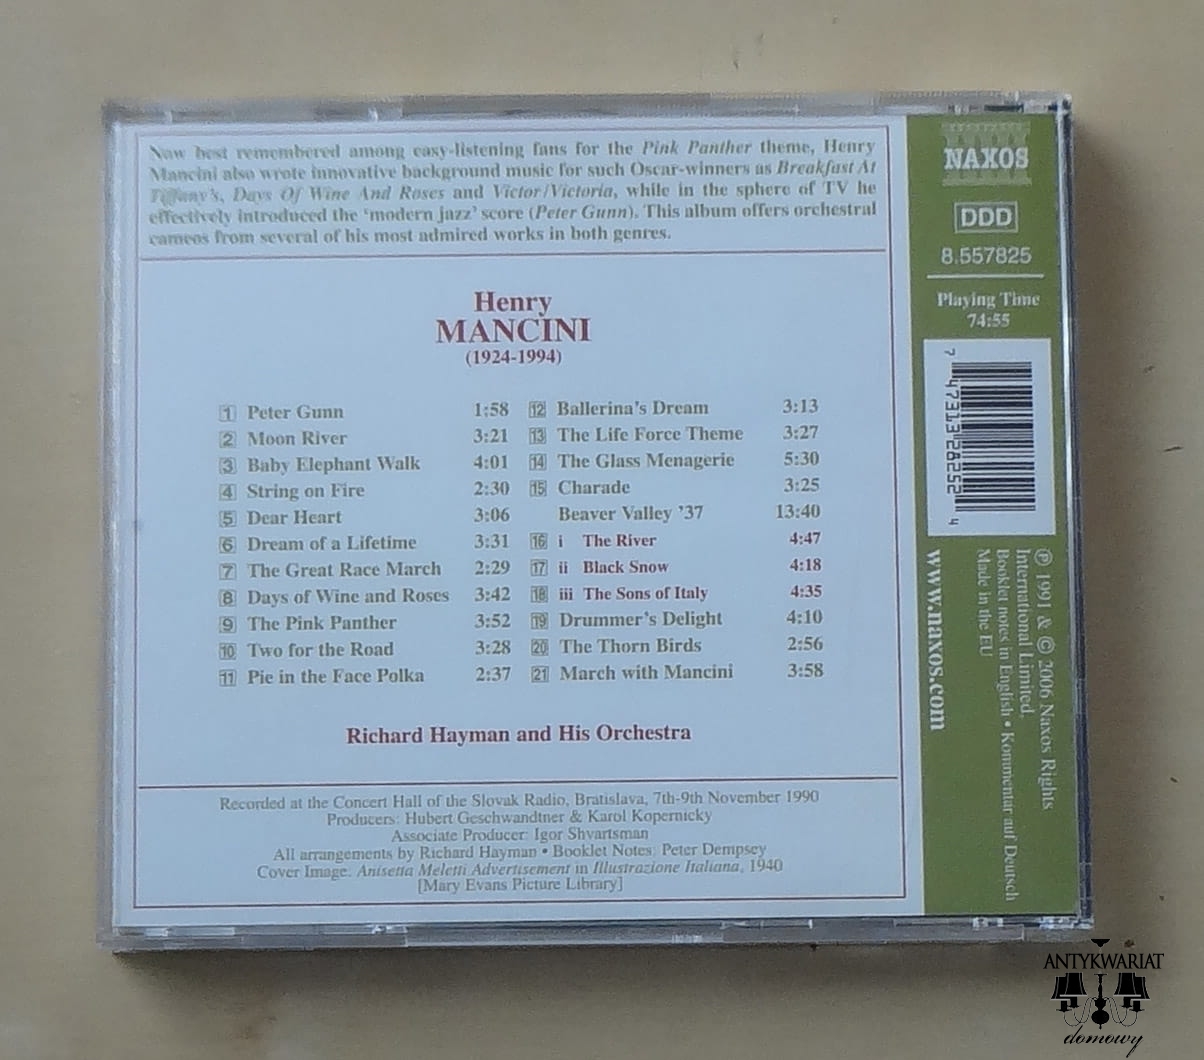 Now best remembered among easy-listening fans for the Pink Panther theme, Henry
Mancini also wrote innovative background music for such Oscar-winners as Breakfast At
Tiffany's, Days Of Wine And Roses and Victor/Victoria, while in the sphere of TV he
effectively introduced the 'modern jazz' score (Peter Gunn). This album offers orchestral
cameos from several of his most admired works in both genres.
Henry
MANCINI
(1924-1994)
1 Peter Gunn 1:58
2 Moon River 3:21
3 Baby Elephant Walk 4:01
4 String on Fire 2:30
5 Dear Heart 3:06
6 Dream of a Lifetime 3:31
7 The Great Race March 2:29
8 Days of Wine and Roses 3:42
9 The Pink Panther 3:52
10 Two for the Road 3:28
11 Pie in the Face Polka 2:37
12 Ballerina's Dream 3:13
13 The Life Force Theme 3:27
14 The Glass Menagerie 5:30
15 Charade 3:25
Beaver Valley '37 13:40
16 i The River 4:47
17 ii Black Snow 4:18
18 iii The Sons of Italy 4:35
19 Drummer's Delight 4:10
20 The Thorn Birds 2:56
21 March with Mancini 3:58
Richard Hayman and His Orchestra
Recorded at the Concert Hall of the Slovak Radio, Bratislava, 7th-9th November 1990
Producers: Hubert Geschwandtner & Karol Kopernicky
Associate Producer: Igor Shvartsman
All arrangements by Richard Hayman • Booklet Notes: Peter Dempsey
Cover Image: Anisetta Meletti Advertisement in Illustrazione Italiana, 1940
[Mary Evans Picture Library]
NAXOS
DDD
8.557825
Playing Time
74:55
7 47313 28252 4
℗ 1991 & © 2006 Naxos Rights
International Limited.
Booklet notes in English • Kommentar auf Deutsch
Made in the EU
www.naxos.com
ANTYKWARIAT
domowy